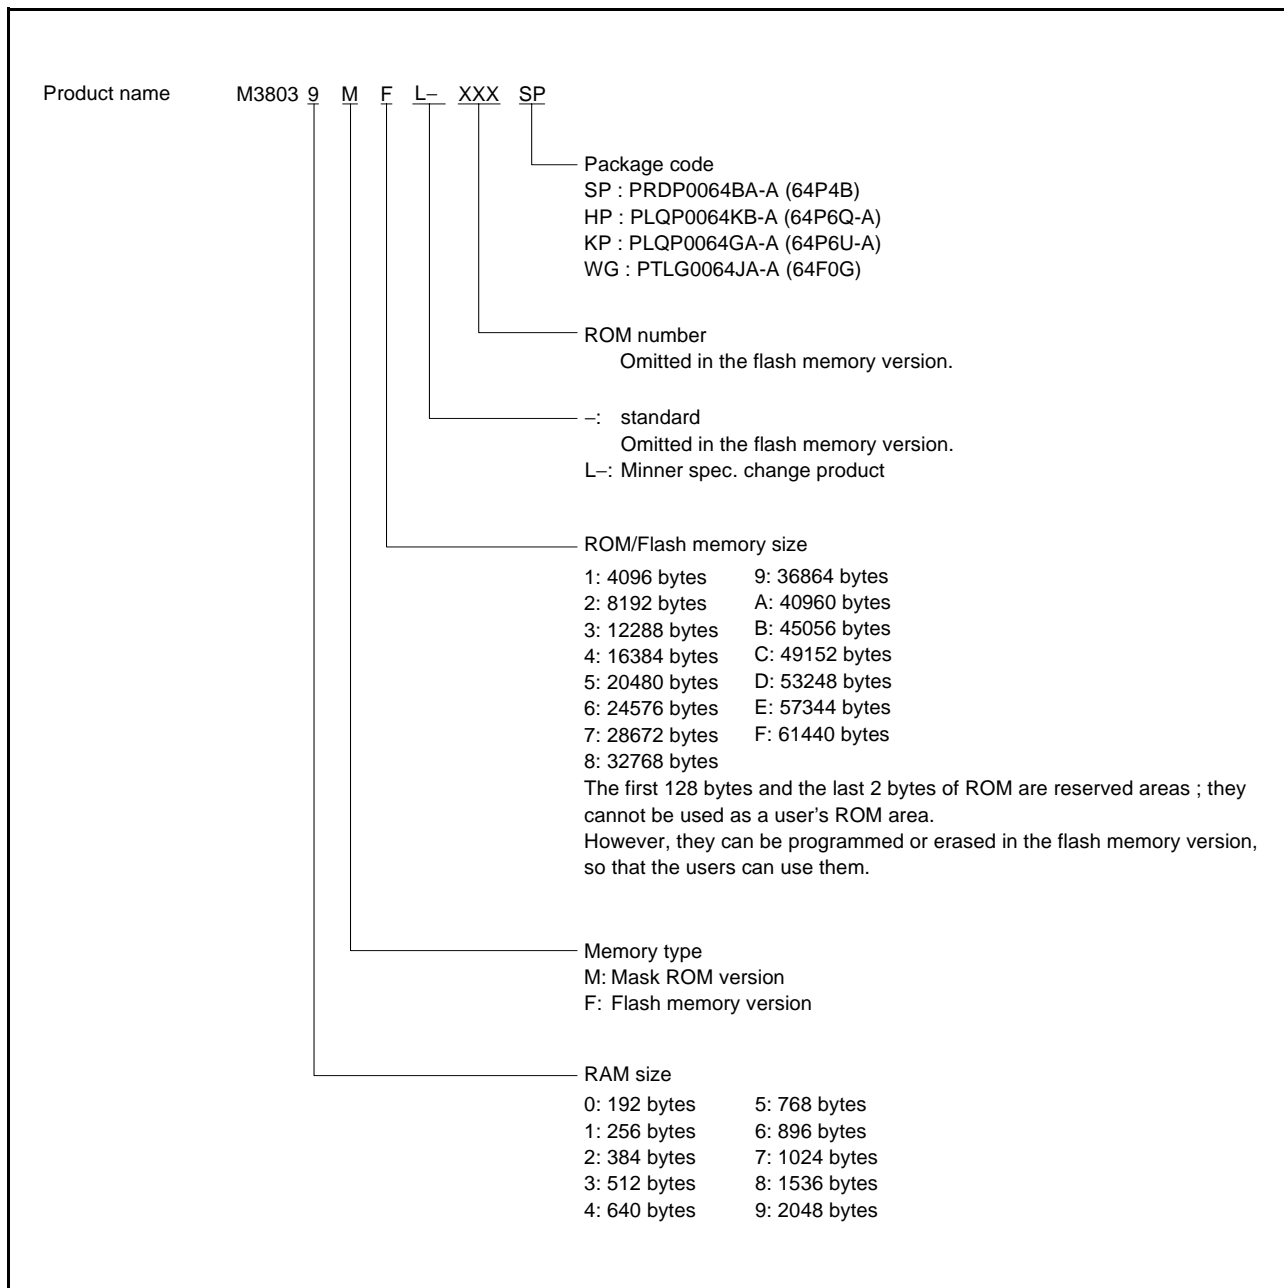 Product name M3803 9 M F L– XXX SP
Package code
SP : PRDP0064BA-A (64P4B)
HP : PLQP0064KB-A (64P6Q-A)
KP : PLQP0064GA-A (64P6U-A)
WG : PTLG0064JA-A (64F0G)
ROM number
Omitted in the flash memory version.
–: standard
Omitted in the flash memory version.
L–: Minner spec. change product
ROM/Flash memory size
1: 4096 bytes 9: 36864 bytes
2: 8192 bytes A: 40960 bytes
3: 12288 bytes B: 45056 bytes
4: 16384 bytes C: 49152 bytes
5: 20480 bytes D: 53248 bytes
6: 24576 bytes E: 57344 bytes
7: 28672 bytes F: 61440 bytes
8: 32768 bytes
The first 128 bytes and the last 2 bytes of ROM are reserved areas ; they
cannot be used as a user's ROM area.
However, they can be programmed or erased in the flash memory version,
so that the users can use them.
Memory type
M: Mask ROM version
F: Flash memory version
RAM size
0: 192 bytes 5: 768 bytes
1: 256 bytes 6: 896 bytes
2: 384 bytes 7: 1024 bytes
3: 512 bytes 8: 1536 bytes
4: 640 bytes 9: 2048 bytes